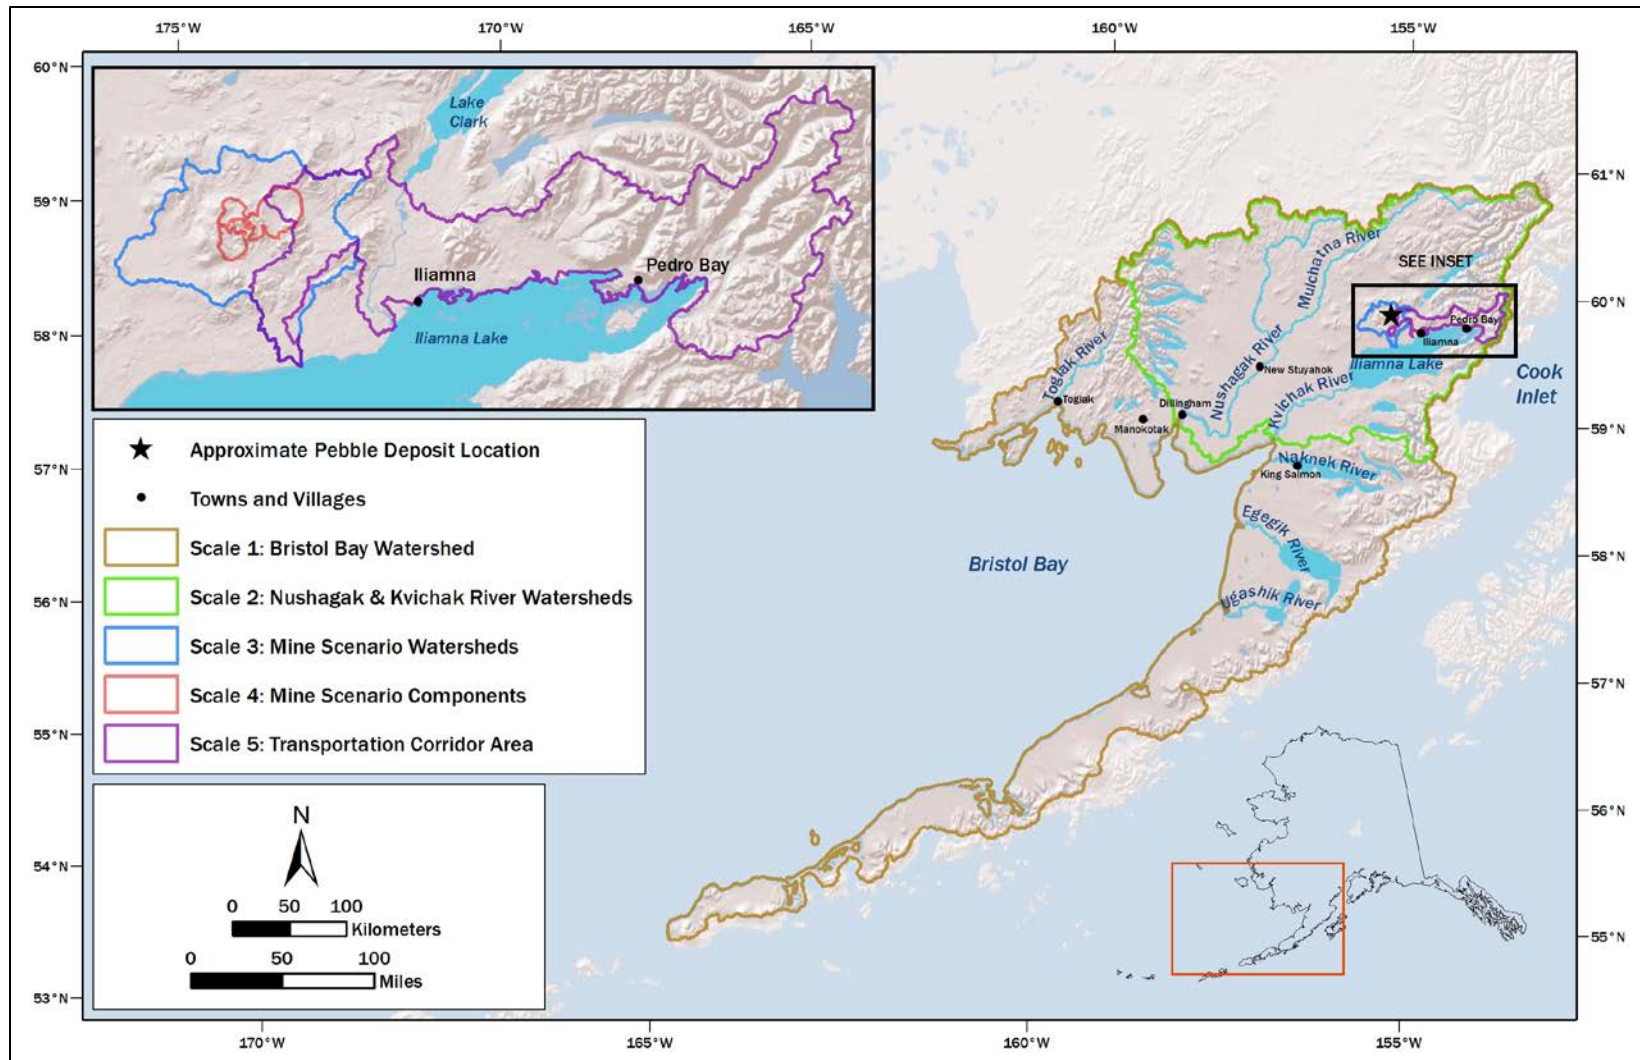 175°W
170°W
165°W
160°W
155°W
60°N
59°N
58°N
57°N
56°N
55°N
54°N
53°N
61°N
60°N
59°N
58°N
57°N
56°N
55°N
170°W
165°W
160°W
155°W
Lake
Clark
Iliamna
Pedro Bay
Iliamna Lake
Approximate Pebble Deposit Location
Towns and Villages
Scale 1: Bristol Bay Watershed
Scale 2: Nushagak & Kvichak River Watersheds
Scale 3: Mine Scenario Watersheds
Scale 4: Mine Scenario Components
Scale 5: Transportation Corridor Area
N
0 50 100
Kilometers
0 50 100
Miles
Mulchatna River
SEE INSET
Pedro Bay
Iliamna
Iliamna Lake
Cook
Inlet
Togiak River
Togiak
Nushagak River
New Stuyahok
Kvichak River
Dillingham
Manokotak
Naknek River
King Salmon
Egegik River
Bristol Bay
Ugashik River